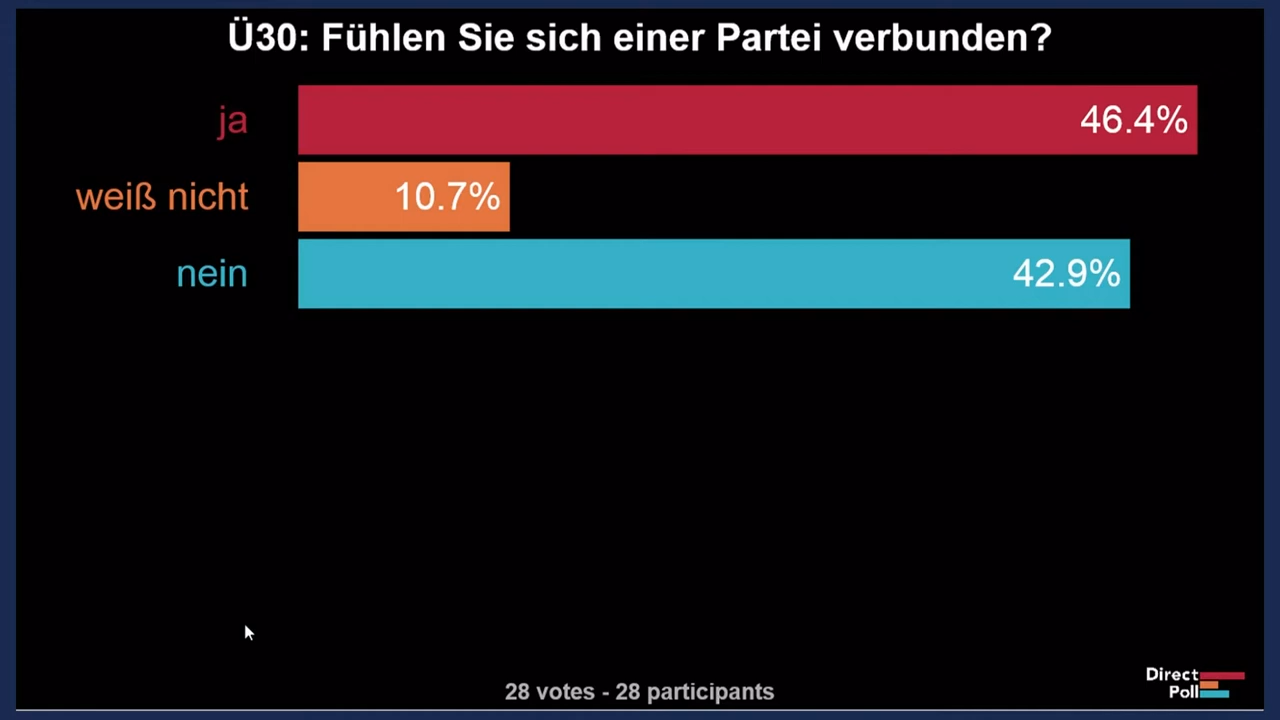 Ü30: Fühlen Sie sich einer Partei verbunden?
ja 46.4%
weiß nicht 10.7%
nein 42.9%
28 votes - 28 participants
Direct
Poll